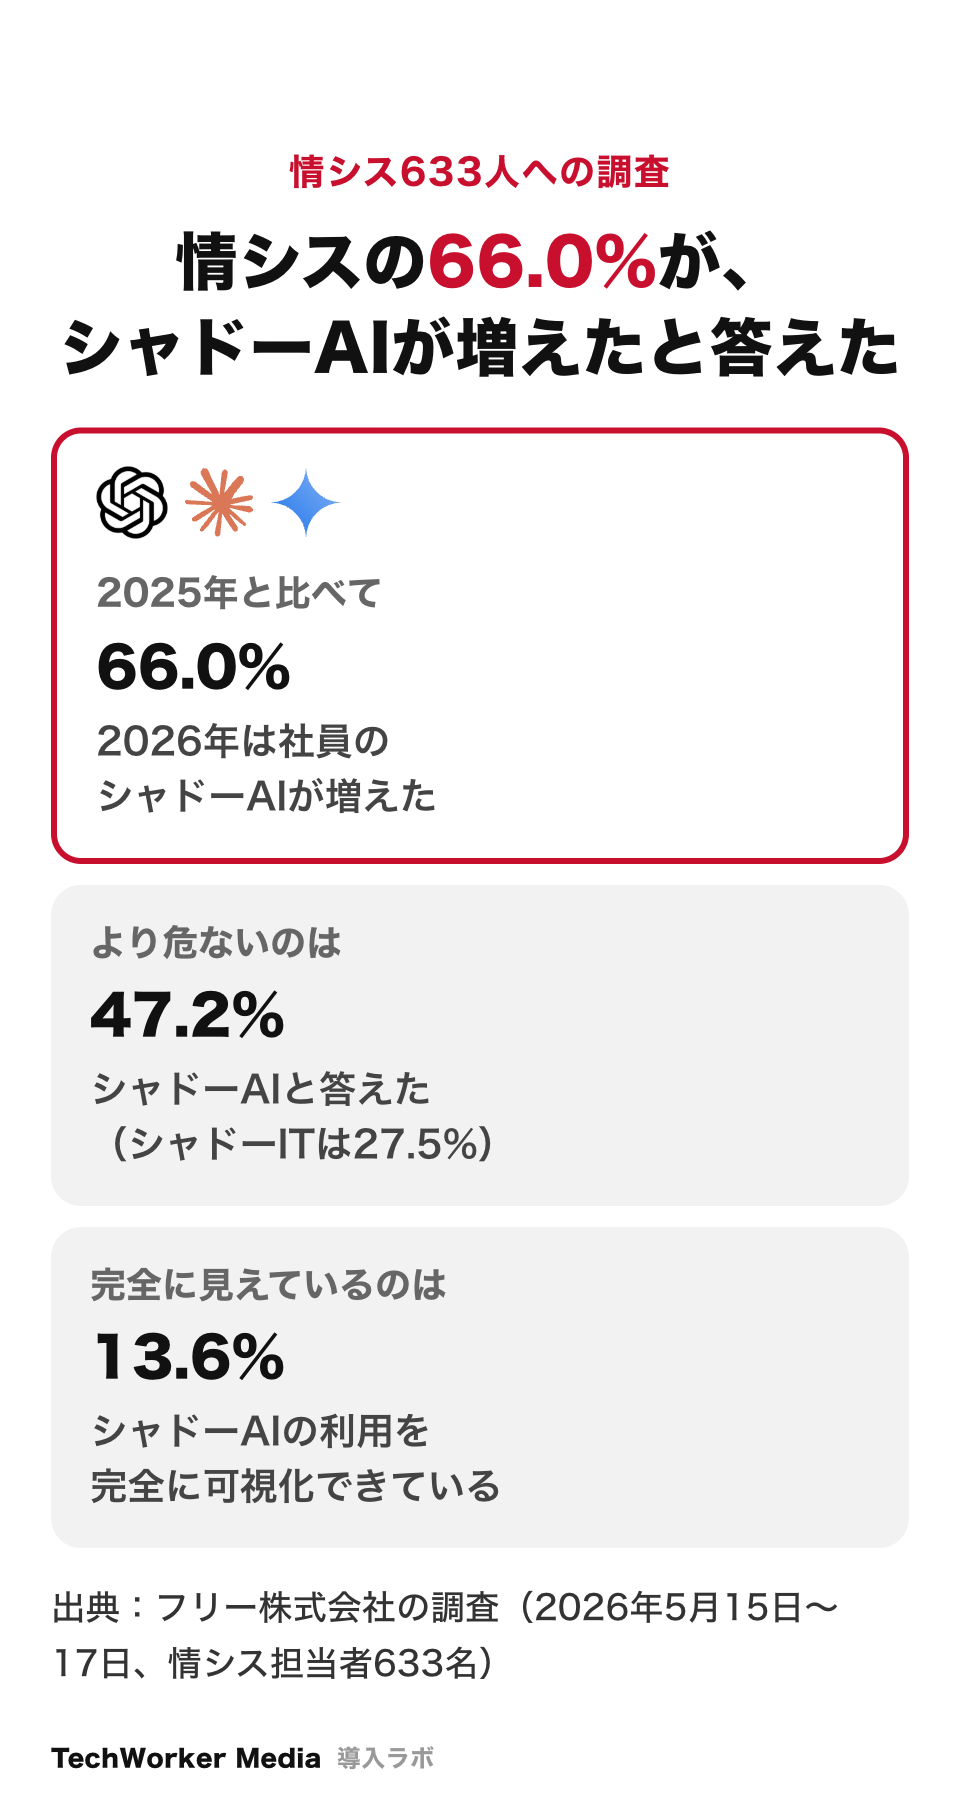 情シス633人への調査
情シスの66.0%が、
シャドーAIが増えたと答えた
2025年と比べて
66.0%
2026年は社員の
シャドーAIが増えた
より危ないのは
47.2%
シャドーAIと答えた
（シャドーITは27.5%）
完全に見えているのは
13.6%
シャドーAIの利用を
完全に可視化できている
出典：フリー株式会社の調査（2026年5月15日〜
17日、情シス担当者633名）
TechWorker Media 導入ラボ